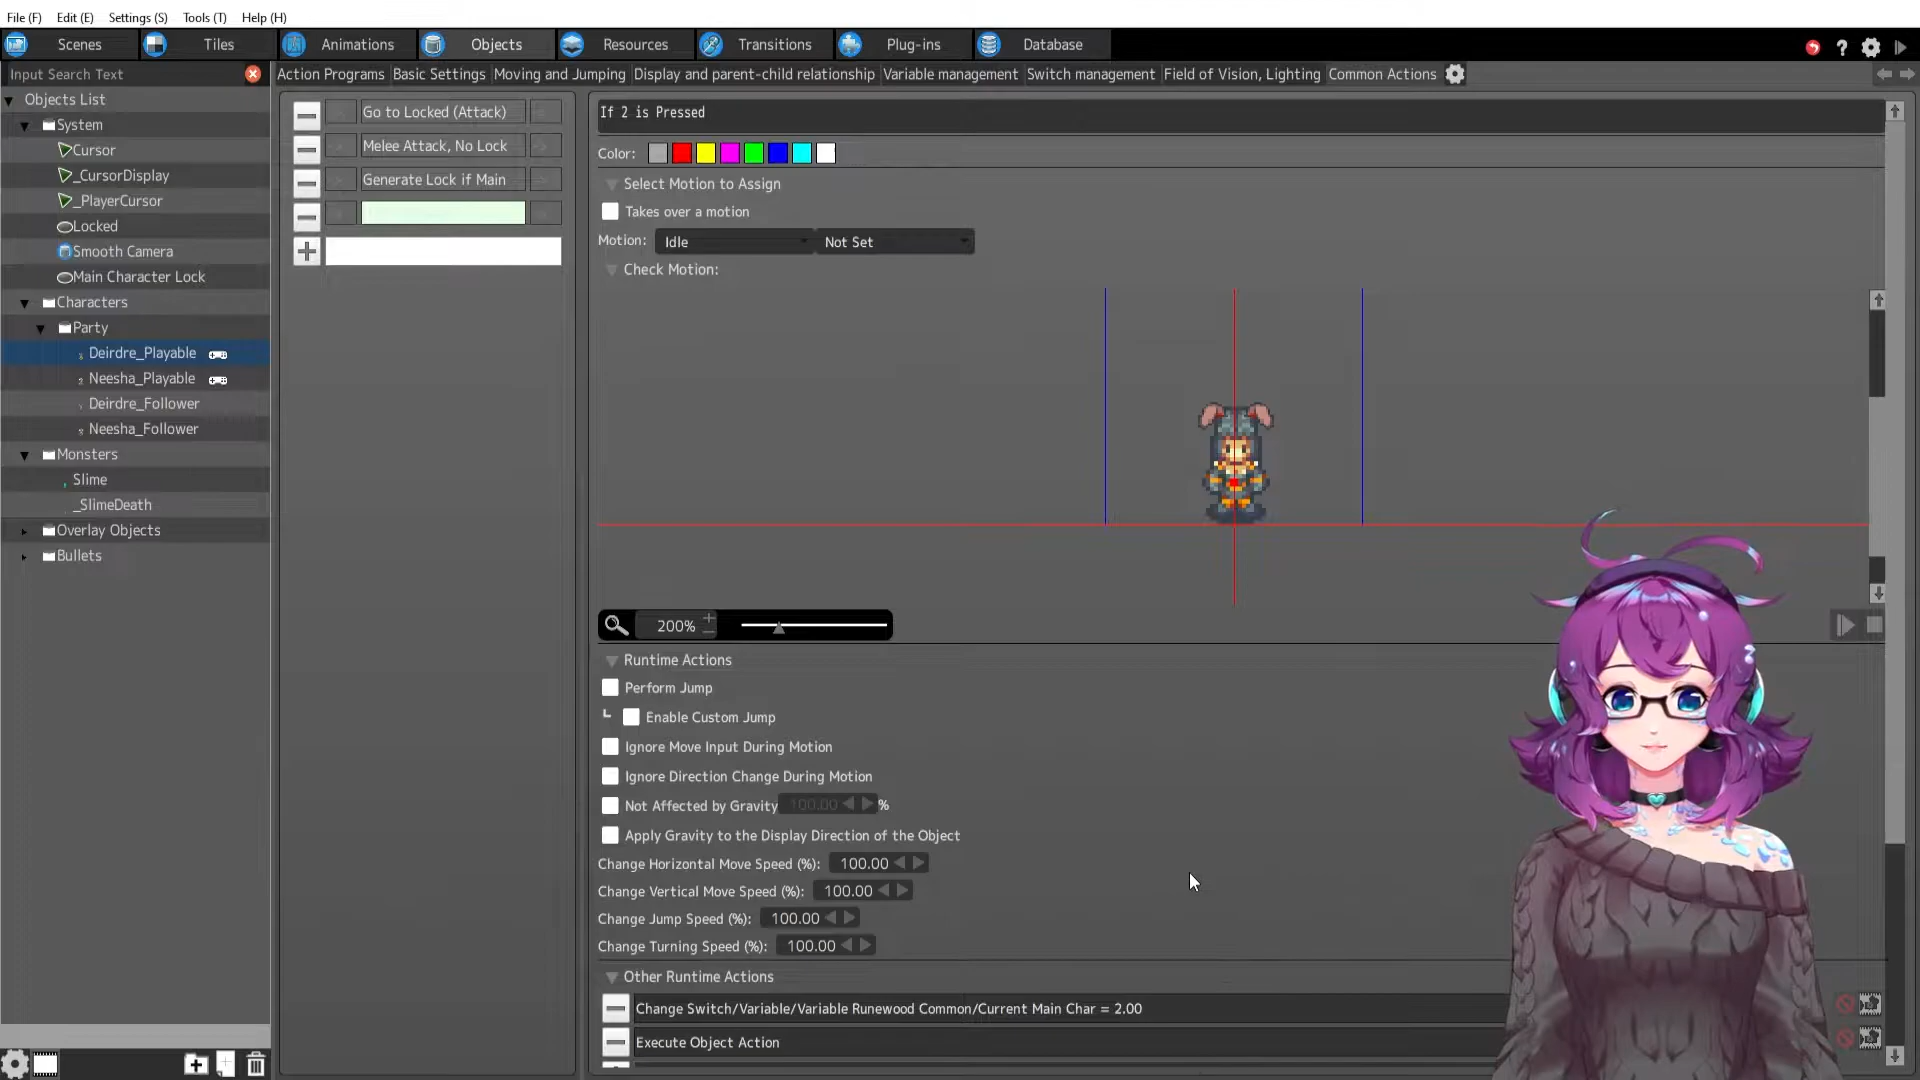 File (F) Edit (E) Settings (S) Tools (T) Help (H)
Scenes Tiles Animations Objects Resources Transitions Plug-ins Database
Input Search Text
Action Programs Basic Settings Moving and Jumping Display and parent-child relationship Variable management Switch management Field of Vision, Lighting Common Actions
Objects List
System
Cursor
_CursorDisplay
_PlayerCursor
Locked
Smooth Camera
Main Character Lock
Characters
Party
Deirdre_Playable
Neesha_Playable
Deirdre_Follower
Neesha_Follower
Monsters
Slime
_SlimeDeath
Overlay Objects
Bullets
Go to Locked (Attack)
Melee Attack, No Lock
Generate Lock if Main
If 2 is Pressed
Color:
Select Motion to Assign
Takes over a motion
Motion: Idle Not Set
Check Motion:
200%
Runtime Actions
Perform Jump
Enable Custom Jump
Ignore Move Input During Motion
Ignore Direction Change During Motion
Not Affected by Gravity 100.00 %
Apply Gravity to the Display Direction of the Object
Change Horizontal Move Speed (%): 100.00
Change Vertical Move Speed (%): 100.00
Change Jump Speed (%): 100.00
Change Turning Speed (%): 100.00
Other Runtime Actions
Change Switch/Variable/Variable Runewood Common/Current Main Char = 2.00
Execute Object Action